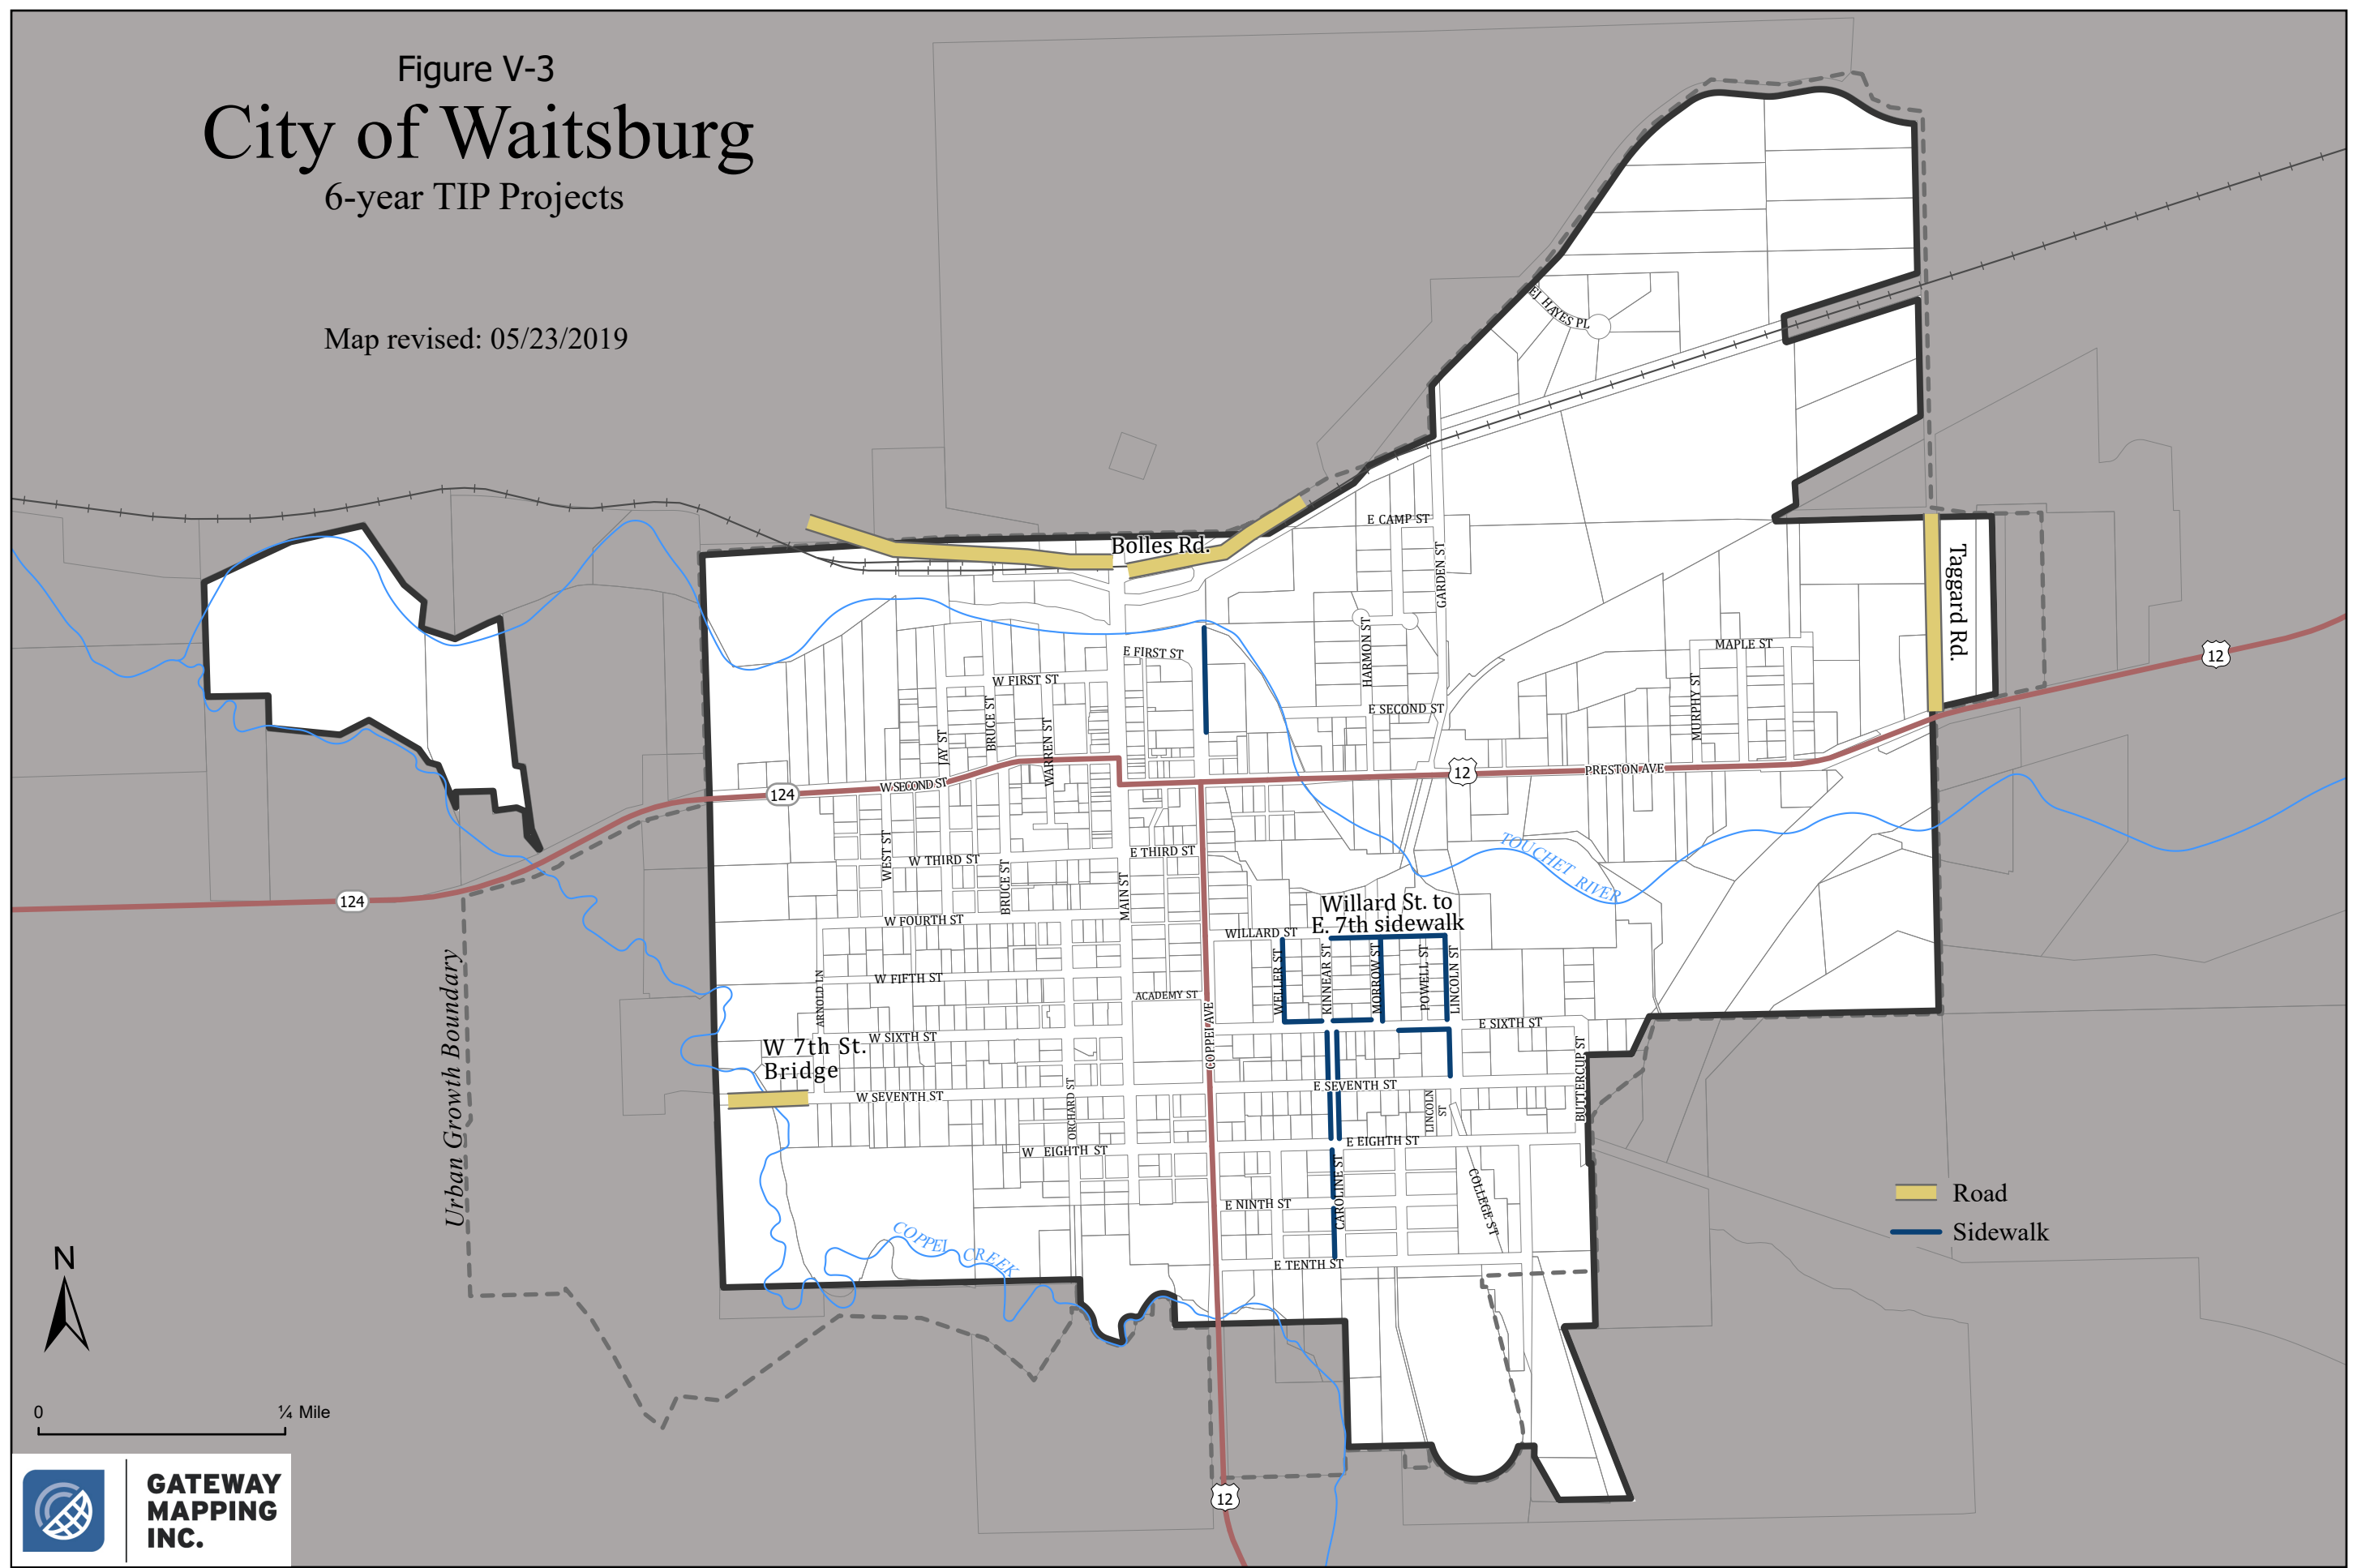 Figure V-3
City of Waitsburg
6-year TIP Projects
Map revised: 05/23/2019
EJ HAYES PL
E CAMP ST
Bolles Rd.
GARDEN ST
Taggard Rd.
HARMON ST
MAPLE ST
E FIRST ST
W FIRST ST
12
E SECOND ST
MURPHY ST
BRUCE ST
JAY ST
WARREN ST
PRESTON AVE
12
W SECOND ST
124
TOUCHET RIVER
WEST ST
W THIRD ST
E THIRD ST
BRUCE ST
MAIN ST
124
Willard St. to
E. 7th sidewalk
W FOURTH ST
WILLARD ST
WELLER ST
KINNEAR ST
MORROW ST
POWELL ST
LINCOLN ST
W FIFTH ST
ARNOLD LN
ACADEMY ST
COPPEI AVE
Urban Growth Boundary
W SIXTH ST
E SIXTH ST
W 7th St.
Bridge
BUTTERCUP ST
E SEVENTH ST
W SEVENTH ST
ORCHARD ST
LINCOLN
ST
E EIGHTH ST
W EIGHTH ST
CAROLINE ST
COLLEGE ST
E NINTH ST
COPPEI CREEK
E TENTH ST
Road
Sidewalk
N
0
¼ Mile
12
GATEWAY
MAPPING
INC.